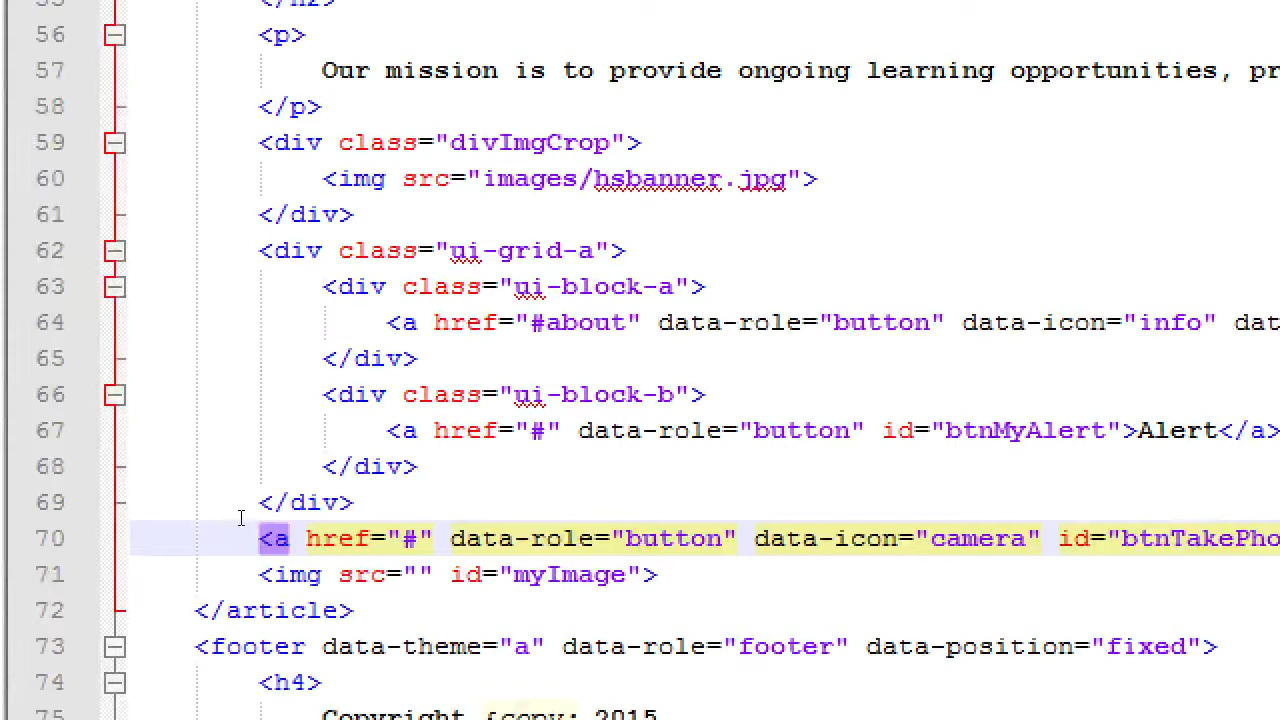 56 <p>
57 Our mission is to provide ongoing learning opportunities,
58 </p>
59 <div class="divImgCrop">
60 <img src="images/hsbanner.jpg">
61 </div>
62 <div class="ui-grid-a">
63 <div class="ui-block-a">
64 <a href="#about" data-role="button" data-icon="info"
65 </div>
66 <div class="ui-block-b">
67 <a href="#" data-role="button" id="btnMyAlert">Alert</a>
68 </div>
69 </div>
70 <a href="#" data-role="button" data-icon="camera" id="btnTakePho
71 <img src="" id="myImage">
72 </article>
73 <footer data-theme="a" data-role="footer" data-position="fixed">
74 <h4>
75 Copyright &copy; 2015